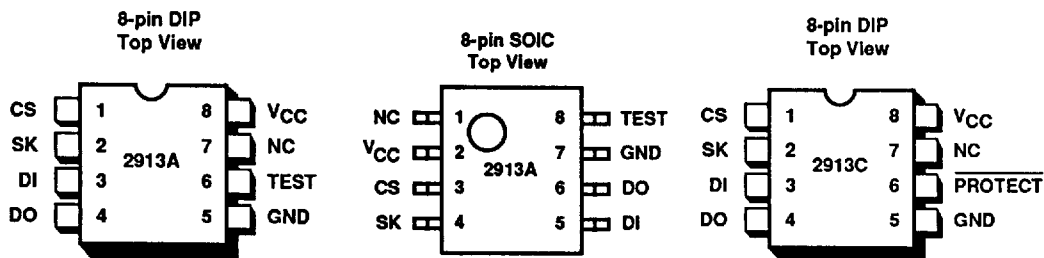 8-pin DIP
Top View
CS 1 8 VCC
SK 2 7 NC
2913A
DI 3 6 TEST
DO 4 5 GND
8-pin SOIC
Top View
NC 1 8 TEST
VCC 2 7 GND
2913A
CS 3 6 DO
SK 4 5 DI
8-pin DIP
Top View
CS 1 8 VCC
SK 2 7 NC
2913C
DI 3 6 PROTECT
DO 4 5 GND